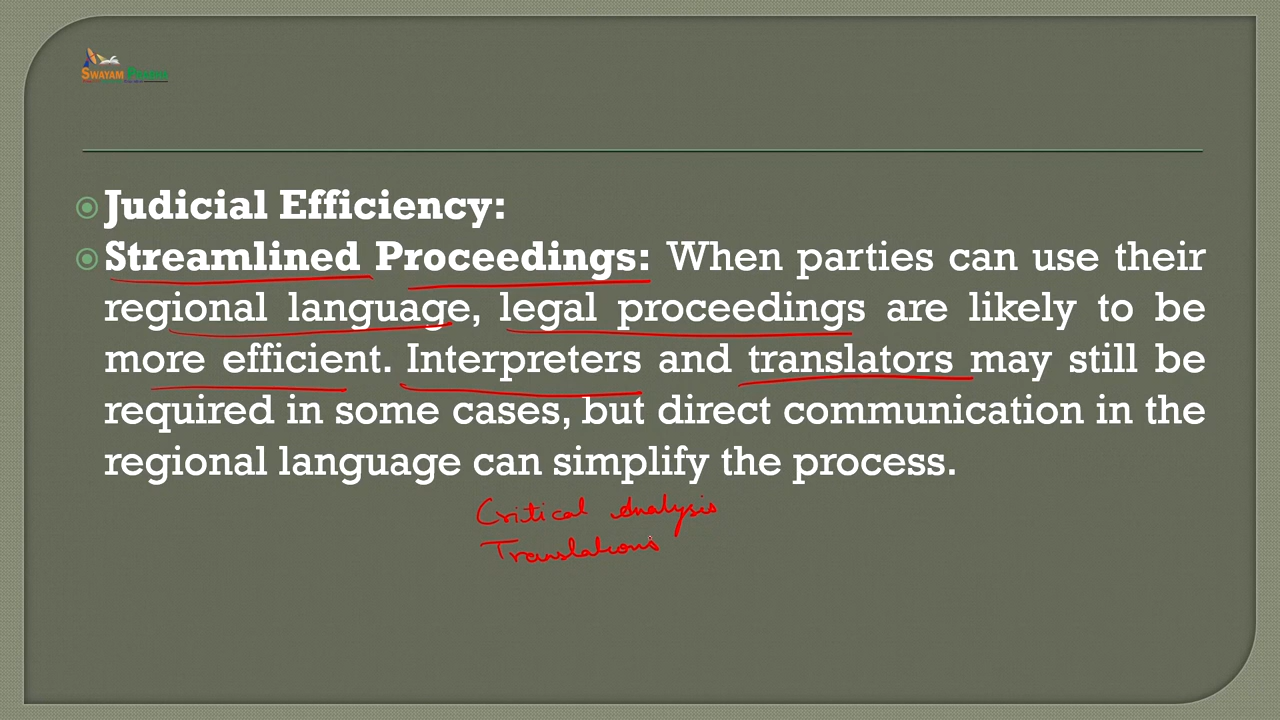 SWAYAM PRABHA
Judicial Efficiency:
Streamlined Proceedings: When parties can use their
regional language, legal proceedings are likely to be
more efficient. Interpreters and translators may still be
required in some cases, but direct communication in the
regional language can simplify the process.
Critical Analysis
Translations